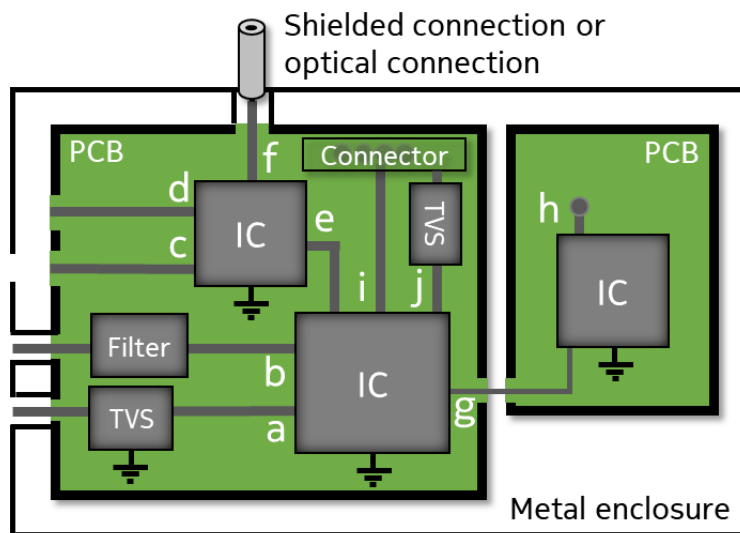 Shielded connection or
optical connection
PCB
f
Connector
PCB
d
IC
e
TVS
h
c
i
j
IC
Filter
b
IC
TVS
a
g
Metal enclosure